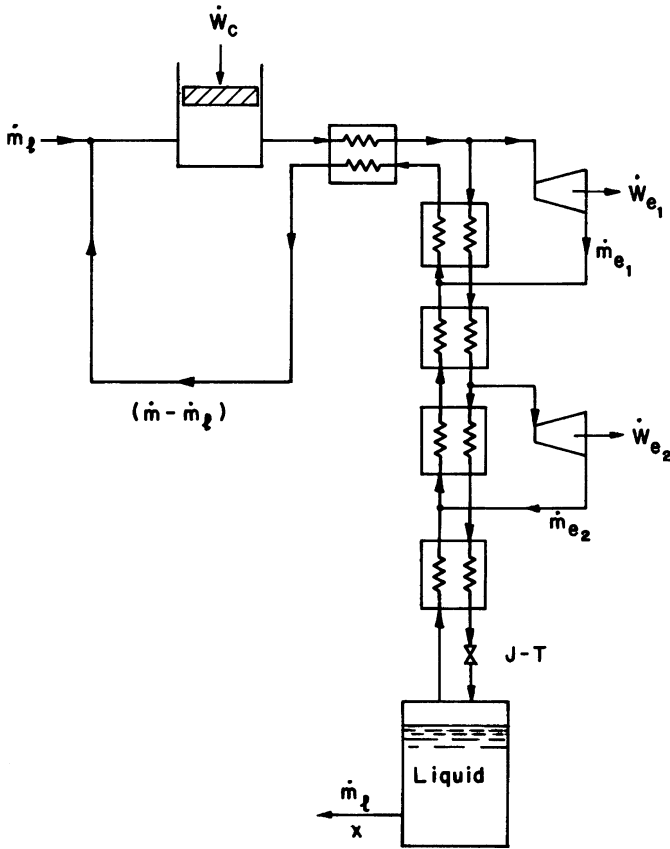 Ẇc
ṁℓ
Ẇe₁
ṁe₁
(ṁ - ṁℓ)
Ẇe₂
ṁe₂
J-T
Liquid
ṁℓ
x